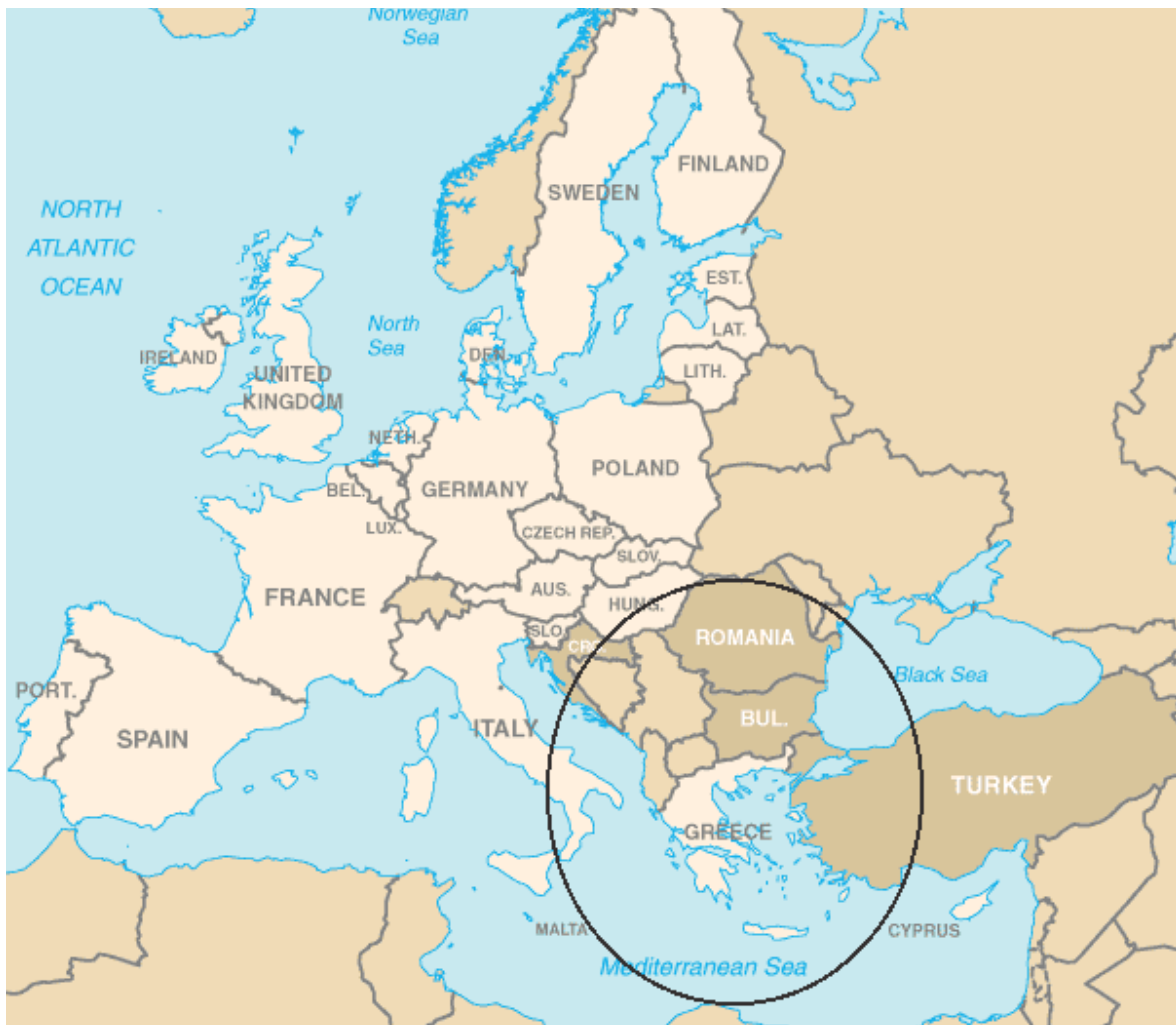 Norwegian
Sea
FINLAND
SWEDEN
NORTH
ATLANTIC
OCEAN
EST.
North
Sea
LAT.
IRELAND
DEN.
LITH.
UNITED
KINGDOM
NETH.
POLAND
BEL.
GERMANY
LUX.
CZECH REP.
SLOV.
AUS.
FRANCE
HUNG.
SLO.
CRO.
ROMANIA
Black Sea
PORT.
SPAIN
ITALY
BUL.
TURKEY
GREECE
MALTA
CYPRUS
Mediterranean Sea